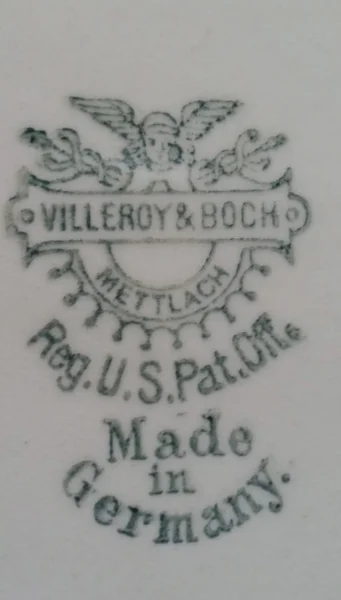 VILLEROY & BOCH
METTLACH
Reg. U.S. Pat. Off.
Made
in
Germany.